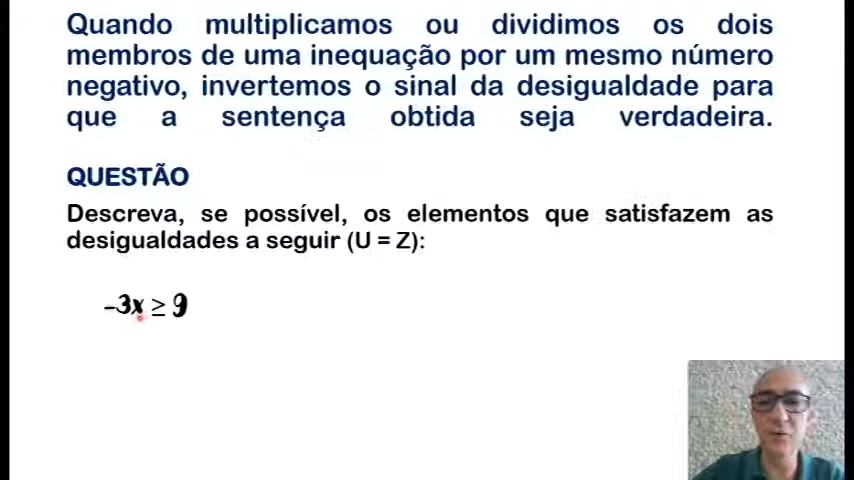 Quando multiplicamos ou dividimos os dois
membros de uma inequação por um mesmo número
negativo, invertemos o sinal da desigualdade para
que a sentença obtida seja verdadeira.
QUESTÃO
Descreva, se possível, os elementos que satisfazem as
desigualdades a seguir (U = Z):
-3x ≥ 9